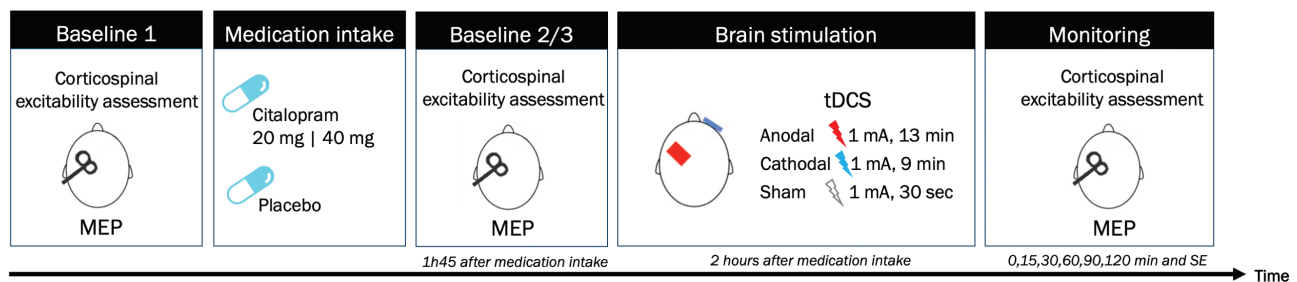 Baseline 1
Corticospinal
excitability assessment
MEP
Medication intake
Citalopram
20 mg | 40 mg
Placebo
Baseline 2/3
Corticospinal
excitability assessment
MEP
1h45 after medication intake
Brain stimulation
tDCS
Anodal 1 mA, 13 min
Cathodal 1 mA, 9 min
Sham 1 mA, 30 sec
2 hours after medication intake
Monitoring
Corticospinal
excitability assessment
MEP
0,15,30,60,90,120 min and SE
Time